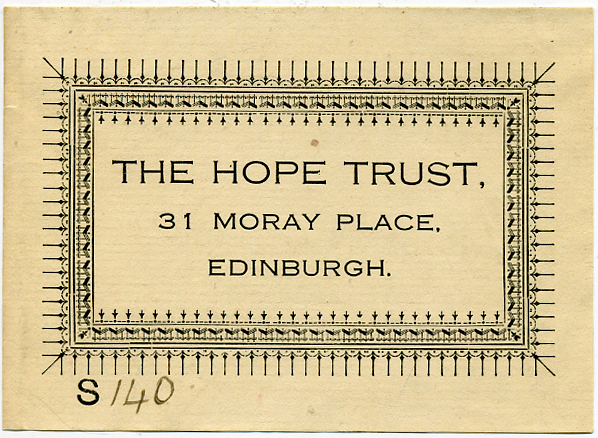 THE HOPE TRUST,
31 MORAY PLACE,
EDINBURGH.
S 140